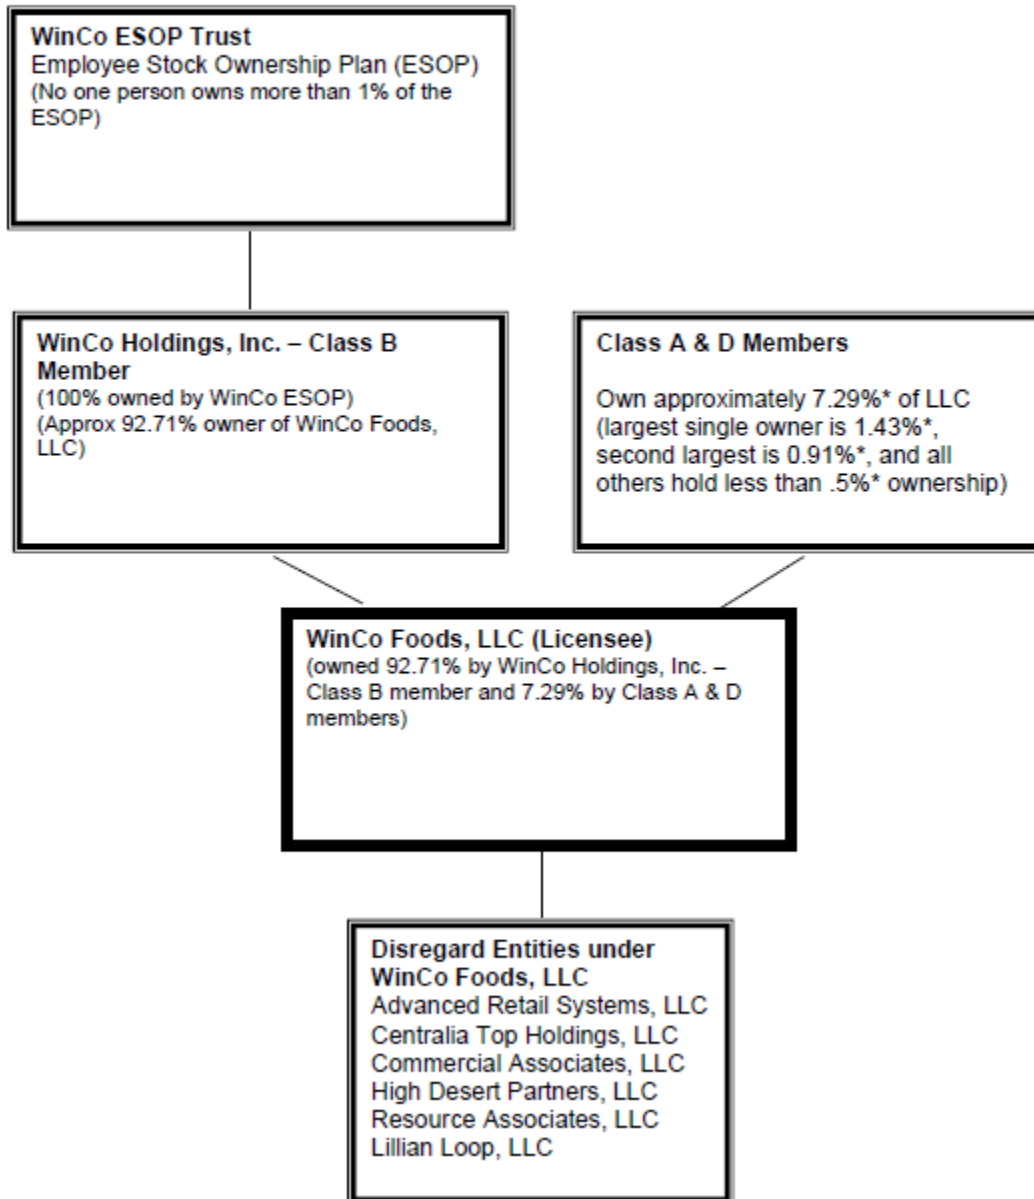 WinCo ESOP Trust
Employee Stock Ownership Plan (ESOP)
(No one person owns more than 1% of the
ESOP)
WinCo Holdings, Inc. – Class B
Member
(100% owned by WinCo ESOP)
(Approx 92.71% owner of WinCo Foods,
LLC)
Class A & D Members
Own approximately 7.29%* of LLC
(largest single owner is 1.43%*,
second largest is 0.91%*, and all
others hold less than .5%* ownership)
WinCo Foods, LLC (Licensee)
(owned 92.71% by WinCo Holdings, Inc. –
Class B member and 7.29% by Class A & D
members)
Disregard Entities under
WinCo Foods, LLC
Advanced Retail Systems, LLC
Centralia Top Holdings, LLC
Commercial Associates, LLC
High Desert Partners, LLC
Resource Associates, LLC
Lillian Loop, LLC